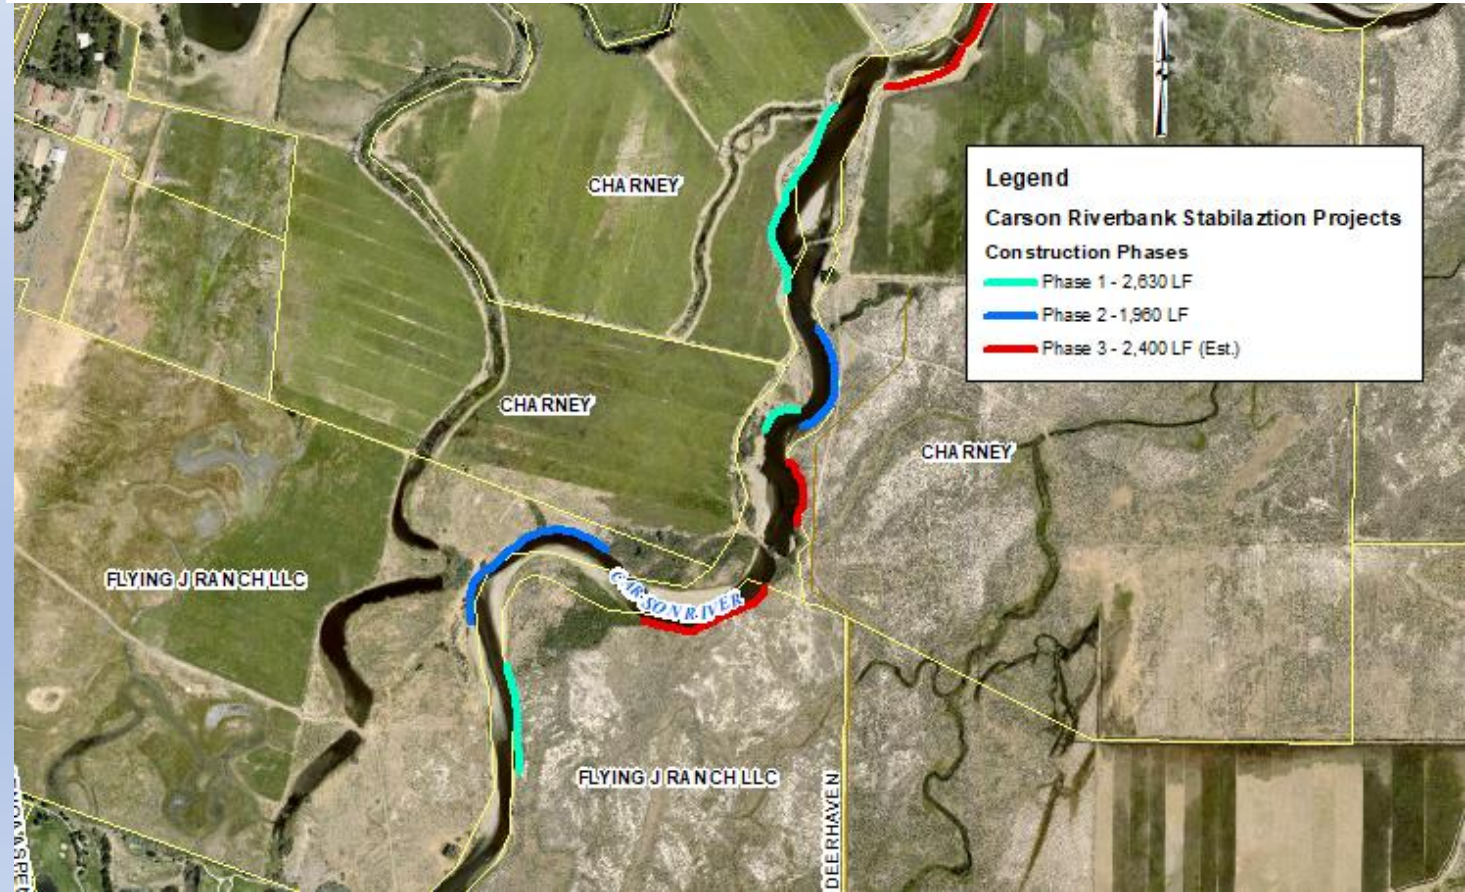 CHARNEY
Legend
Carson Riverbank Stabilaztion Projects
Construction Phases
Phase 1 - 2,630 LF
Phase 2 -1,960 LF
Phase 3 - 2,400 LF (Est.)
CHARNEY
CHARNEY
FLYING J RANCH LLC
CARSON RIVER
FLYING J RANCH LLC
DEERHAVEN